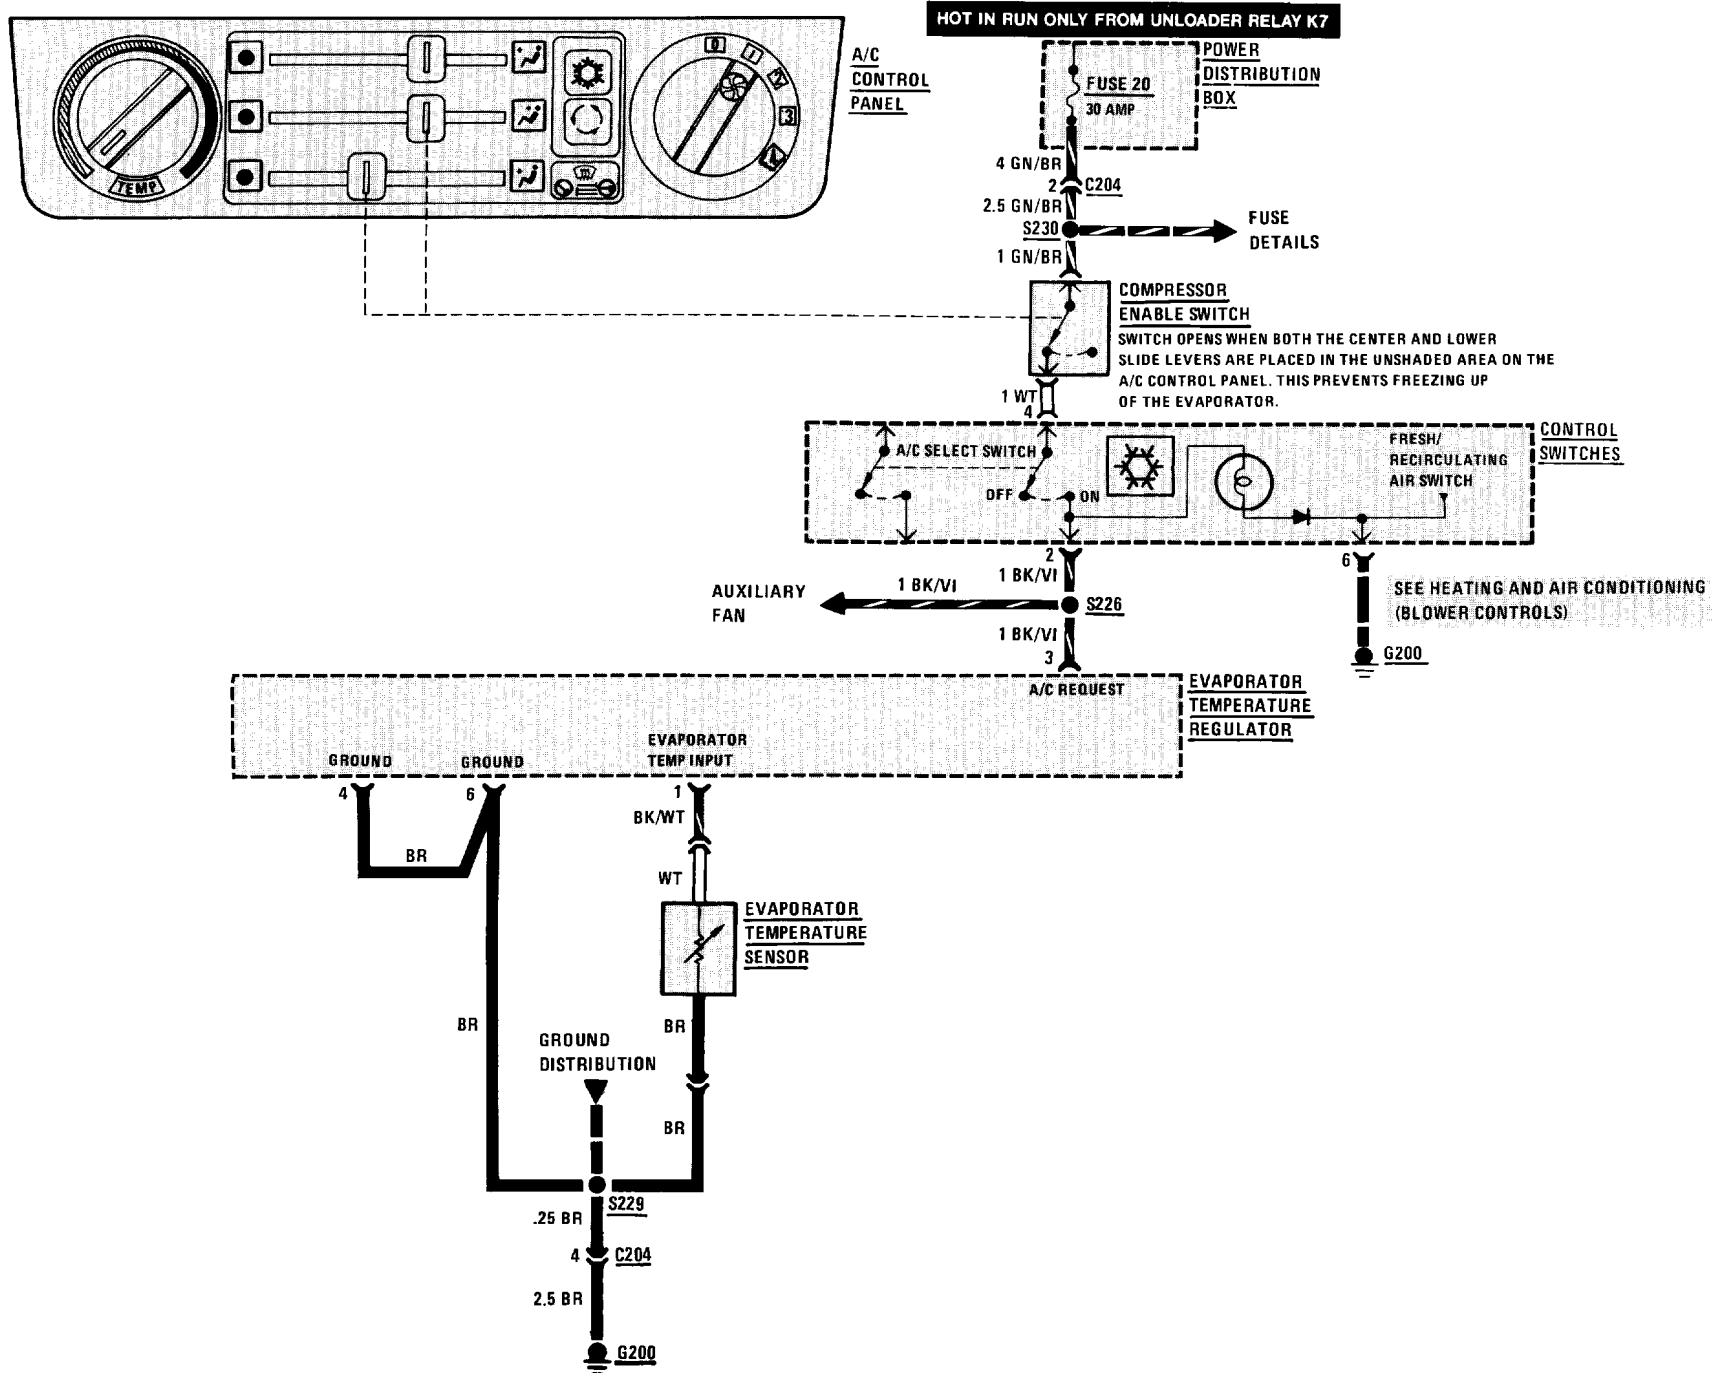 HOT IN RUN ONLY FROM UNLOADER RELAY K7
A/C
CONTROL
PANEL
TEMP
0
1
2
3
4
POWER
DISTRIBUTION
BOX
FUSE 20
30 AMP
4 GN/BR
2
C204
2.5 GN/BR
S230
FUSE
DETAILS
1 GN/BR
COMPRESSOR
ENABLE SWITCH
SWITCH OPENS WHEN BOTH THE CENTER AND LOWER
SLIDE LEVERS ARE PLACED IN THE UNSHADED AREA ON THE
A/C CONTROL PANEL. THIS PREVENTS FREEZING UP
OF THE EVAPORATOR.
1 WT
4
CONTROL
SWITCHES
A/C SELECT SWITCH
OFF
ON
FRESH/
RECIRCULATING
AIR SWITCH
2
6
1 BK/VI
AUXILIARY
FAN
1 BK/VI
S226
SEE HEATING AND AIR CONDITIONING
(BLOWER CONTROLS)
1 BK/VI
3
G200
A/C REQUEST
EVAPORATOR
TEMPERATURE
REGULATOR
GROUND
GROUND
EVAPORATOR
TEMP INPUT
4
6
1
BK/WT
BR
WT
EVAPORATOR
TEMPERATURE
SENSOR
BR
BR
GROUND
DISTRIBUTION
BR
S229
.25 BR
4
C204
2.5 BR
G200